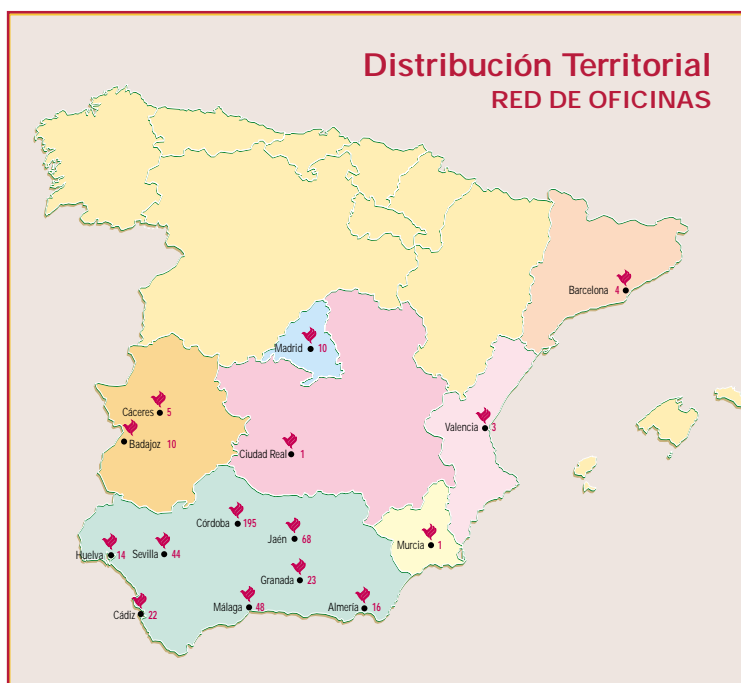 Distribución Territorial
RED DE OFICINAS
Barcelona 4
Madrid 10
Cáceres 5
Valencia 3
Badajoz 10
Ciudad Real 1
Córdoba 195
Jaén 68
Murcia 1
Huelva 14
Sevilla 44
Granada 23
Málaga 48
Almería 16
Cádiz 22